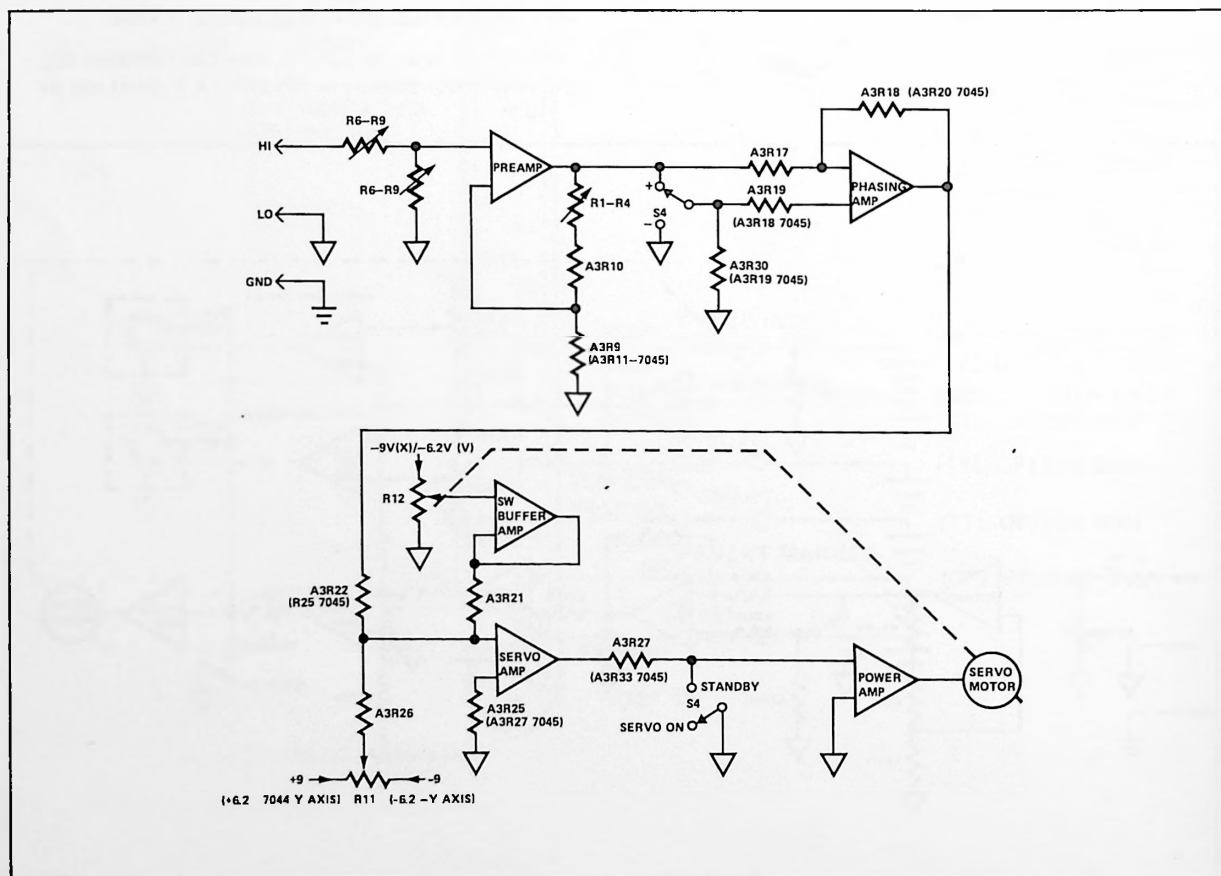 A3R18 (A3R20 7045)
R6–R9
HI
PREAMP
A3R17
PHASING
AMP
R6–R9
R1–R4
+
S4
–
A3R19
(A3R18 7045)
LO
A3R10
A3R30
(A3R19 7045)
GND
A3R9
(A3R11–7045)
–9V(X)/–6.2V (V)
R12
SW
BUFFER
AMP
A3R22
(R25 7045)
A3R21
SERVO
AMP
A3R27
(A3R33 7045)
STANDBY
S4
SERVO ON
POWER
AMP
SERVO
MOTOR
A3R26
A3R25
(A3R27 7045)
+9
–9
(+6.2 7044 Y AXIS) R11 (-6.2 –Y AXIS)